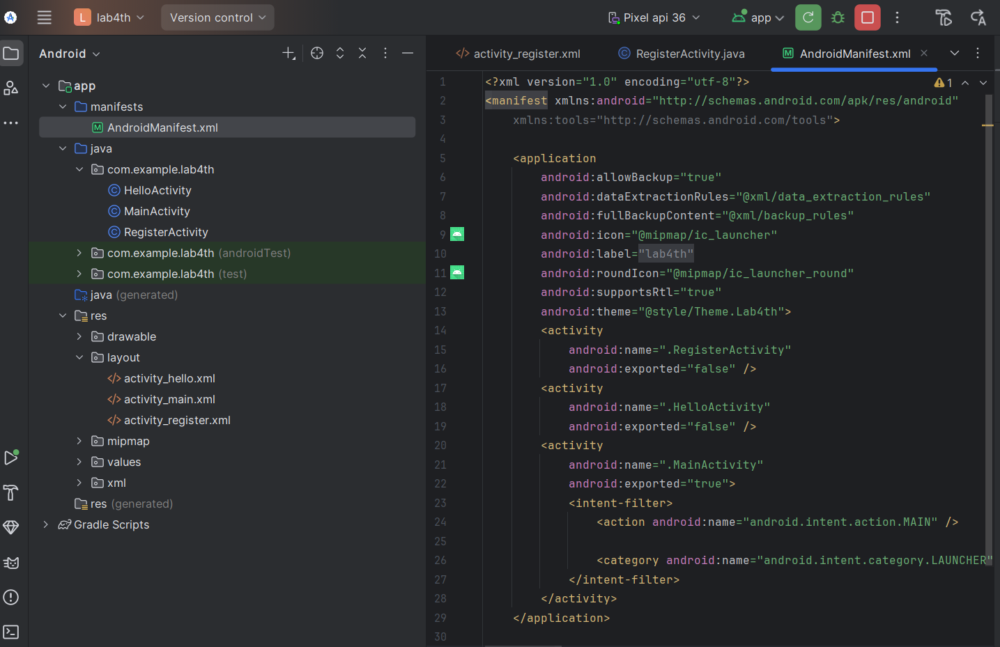 L lab4th Version control Pixel api 36 app
Android
activity_register.xml RegisterActivity.java AndroidManifest.xml
app
manifests
AndroidManifest.xml
java
com.example.lab4th
HelloActivity
MainActivity
RegisterActivity
com.example.lab4th (androidTest)
com.example.lab4th (test)
java (generated)
res
drawable
layout
activity_hello.xml
activity_main.xml
activity_register.xml
mipmap
values
xml
res (generated)
Gradle Scripts
1 <?xml version="1.0" encoding="utf-8"?> 1
2 <manifest xmlns:android="http://schemas.android.com/apk/res/android"
3 xmlns:tools="http://schemas.android.com/tools">
4
5 <application
6 android:allowBackup="true"
7 android:dataExtractionRules="@xml/data_extraction_rules"
8 android:fullBackupContent="@xml/backup_rules"
9 android:icon="@mipmap/ic_launcher"
10 android:label="lab4th"
11 android:roundIcon="@mipmap/ic_launcher_round"
12 android:supportsRtl="true"
13 android:theme="@style/Theme.Lab4th">
14 <activity
15 android:name=".RegisterActivity"
16 android:exported="false" />
17 <activity
18 android:name=".HelloActivity"
19 android:exported="false" />
20 <activity
21 android:name=".MainActivity"
22 android:exported="true">
23 <intent-filter>
24 <action android:name="android.intent.action.MAIN" />
25
26 <category android:name="android.intent.category.LAUNCHER"
27 </intent-filter>
28 </activity>
29 </application>
30